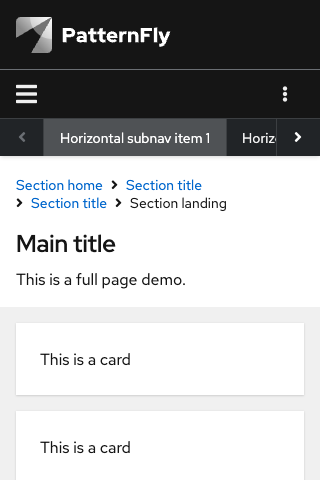 PatternFly
Horizontal subnav item 1
Section home Section title
Section title Section landing
Main title
This is a full page demo.
This is a card
This is a card